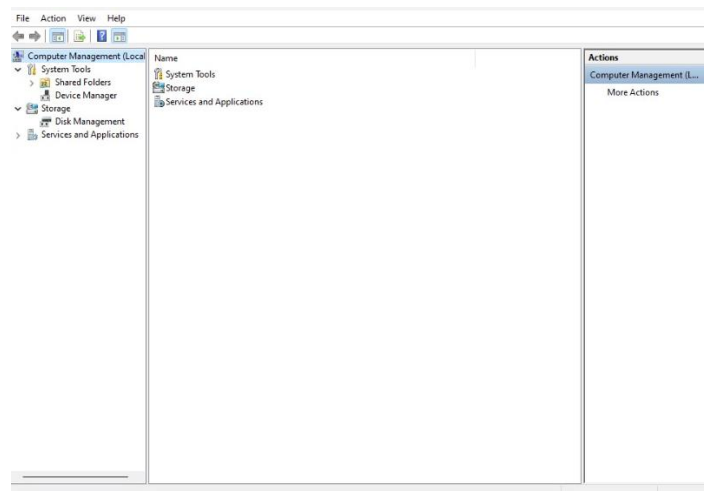 File Action View Help
Computer Management (Local
System Tools
Shared Folders
Device Manager
Storage
Disk Management
Services and Applications
Name
System Tools
Storage
Services and Applications
Actions
Computer Management (L...
More Actions